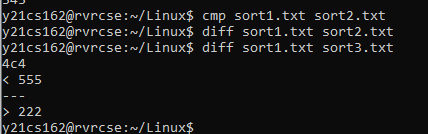 545
y21cs162@rvrcse:~/Linux$ cmp sort1.txt sort2.txt
y21cs162@rvrcse:~/Linux$ diff sort1.txt sort2.txt
y21cs162@rvrcse:~/Linux$ diff sort1.txt sort3.txt
4c4
< 555
---
> 222
y21cs162@rvrcse:~/Linux$